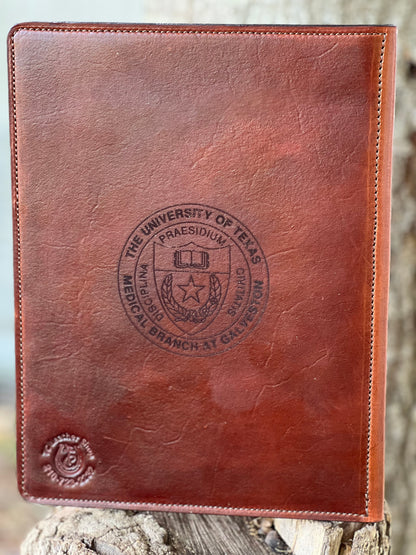 THE UNIVERSITY OF TEXAS
PRAESIDIUM
DISCIPLINA
CIVITATIS
MEDICAL BRANCH AT GALVESTON